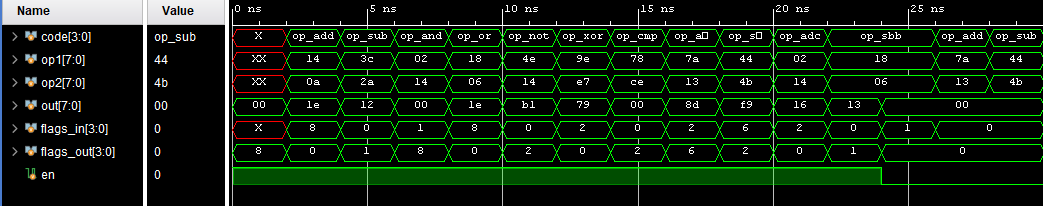 Name Value 0 ns 5 ns 10 ns 15 ns 20 ns 25 ns
code[3:0] op_sub X op_add op_sub op_and op_or op_not op_xor op_cmp op_a op_s op_adc op_sbb op_add op_sub
op1[7:0] 44 XX 14 3c 02 18 4e 9e 78 7a 44 02 18 7a 44
op2[7:0] 4b XX 0a 2a 14 06 14 e7 ce 13 4b 14 06 13 4b
out[7:0] 00 00 1e 12 00 1e b1 79 00 8d f9 16 13 00
flags_in[3:0] 0 X 8 0 1 8 0 2 0 2 6 2 0 1 0
flags_out[3:0] 0 8 0 1 8 0 2 0 2 6 2 0 1 0
en 0